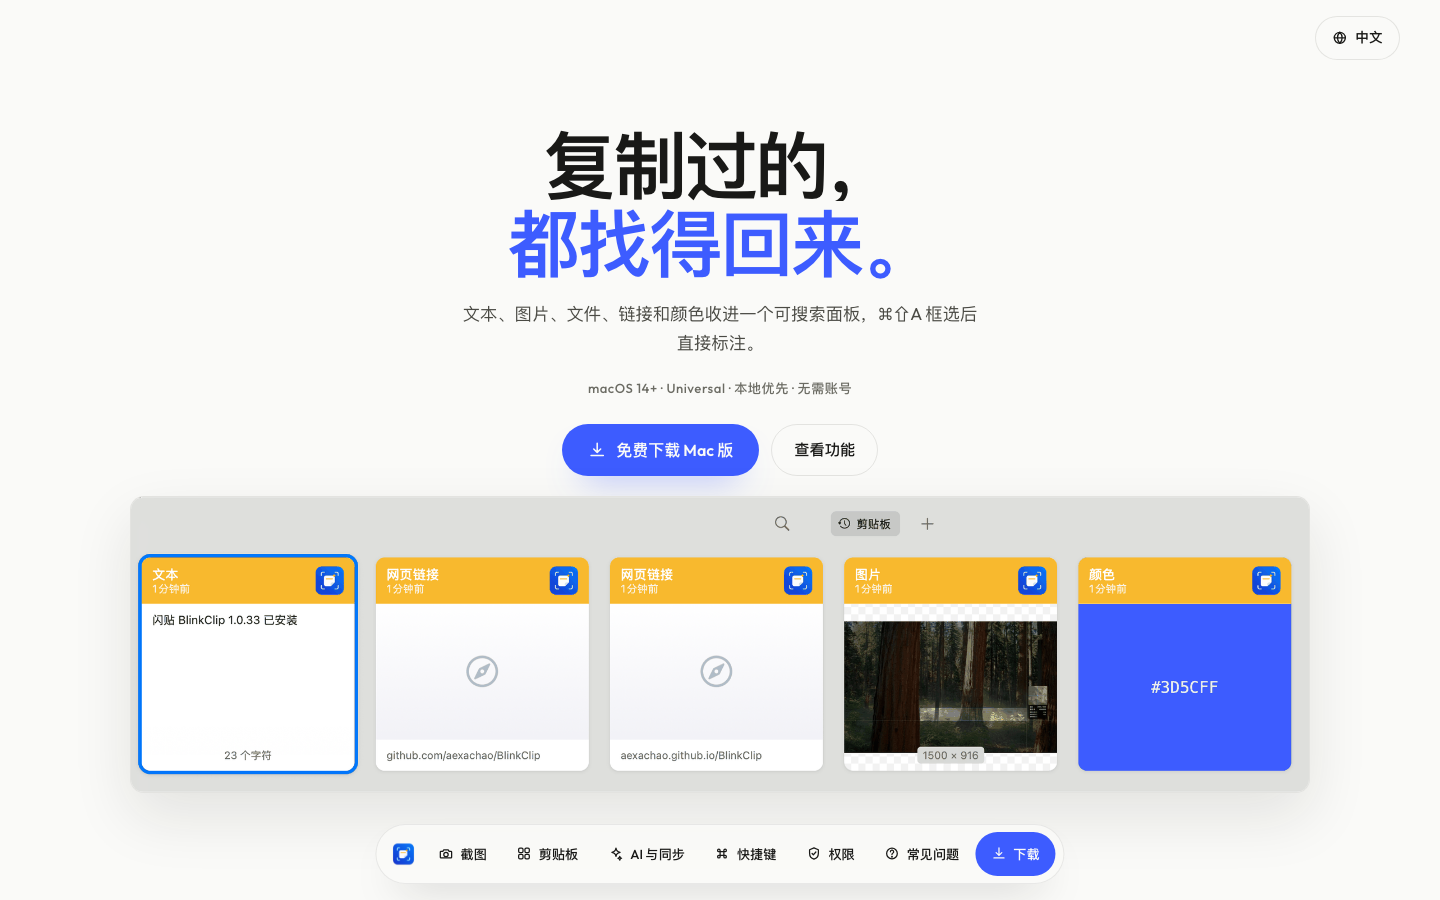 中文
复制过的，
都找得回来。
文本、图片、文件、链接和颜色收进一个可搜索面板，⌘⇧A 框选后
直接标注。
macOS 14+ · Universal · 本地优先 · 无需账号
免费下载 Mac 版
查看功能
剪贴板
文本
1分钟前
闪贴 BlinkClip 1.0.33 已安装
23 个字符
网页链接
1分钟前
github.com/aexachao/BlinkClip
网页链接
1分钟前
aexachao.github.io/BlinkClip
图片
1分钟前
1500 × 916
颜色
1分钟前
#3D5CFF
截图
剪贴板
AI 与同步
快捷键
权限
常见问题
下载